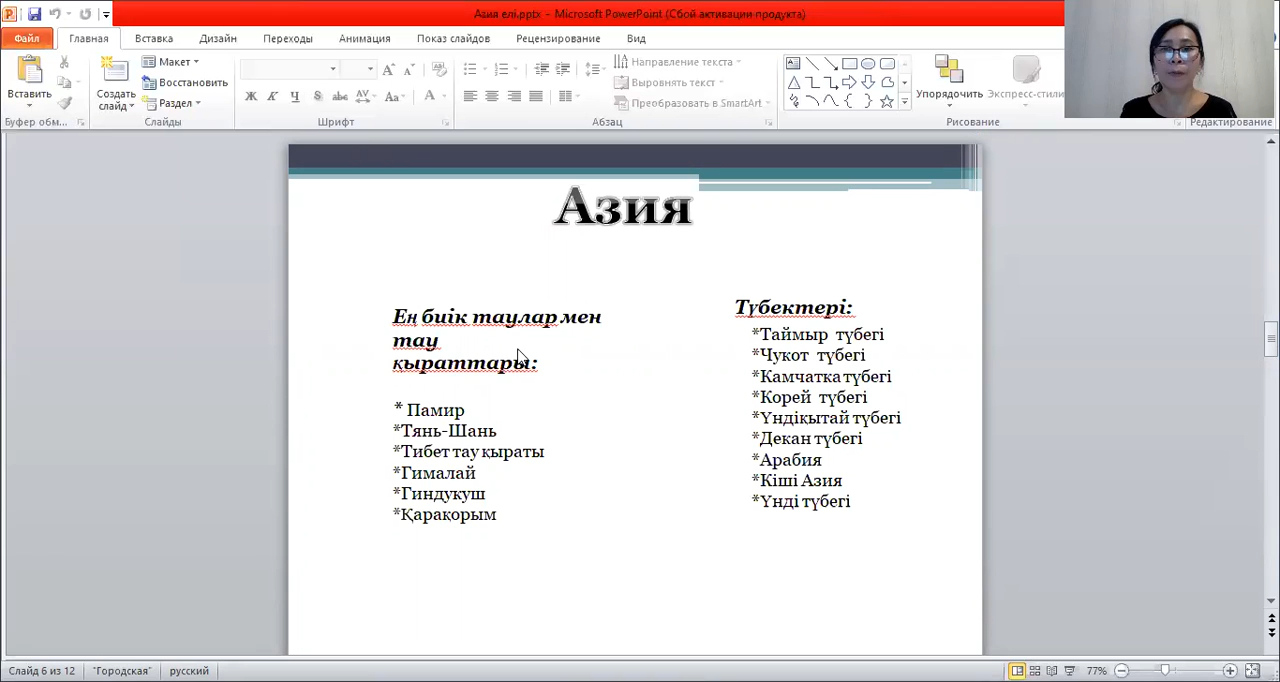 Азия елі.pptx - Microsoft PowerPoint (Сбой активации продукта)
Файл Главная Вставка Дизайн Переходы Анимация Показ слайдов Рецензирование Вид
Вставить
Буфер обм...
Создать слайд
Макет
Восстановить
Раздел
Слайды
Ж К Ч S abc AV Aa А
Шрифт
Направление текста
Выровнять текст
Преобразовать в SmartArt
Абзац
Упорядочить
Экспресс-стили
Рисование
Редактирование
Азия
Ең биік таулар мен
тау
қыраттары:
* Памир
*Тянь-Шань
*Тибет тау қыраты
*Гималай
*Гиндукуш
*Қарақорым
Түбектері:
*Таймыр түбегі
*Чукот түбегі
*Камчатка түбегі
*Корей түбегі
*Үндіқытай түбегі
*Декан түбегі
*Арабия
*Кіші Азия
*Үнді түбегі
Слайд 6 из 12 "Городская" русский 77%